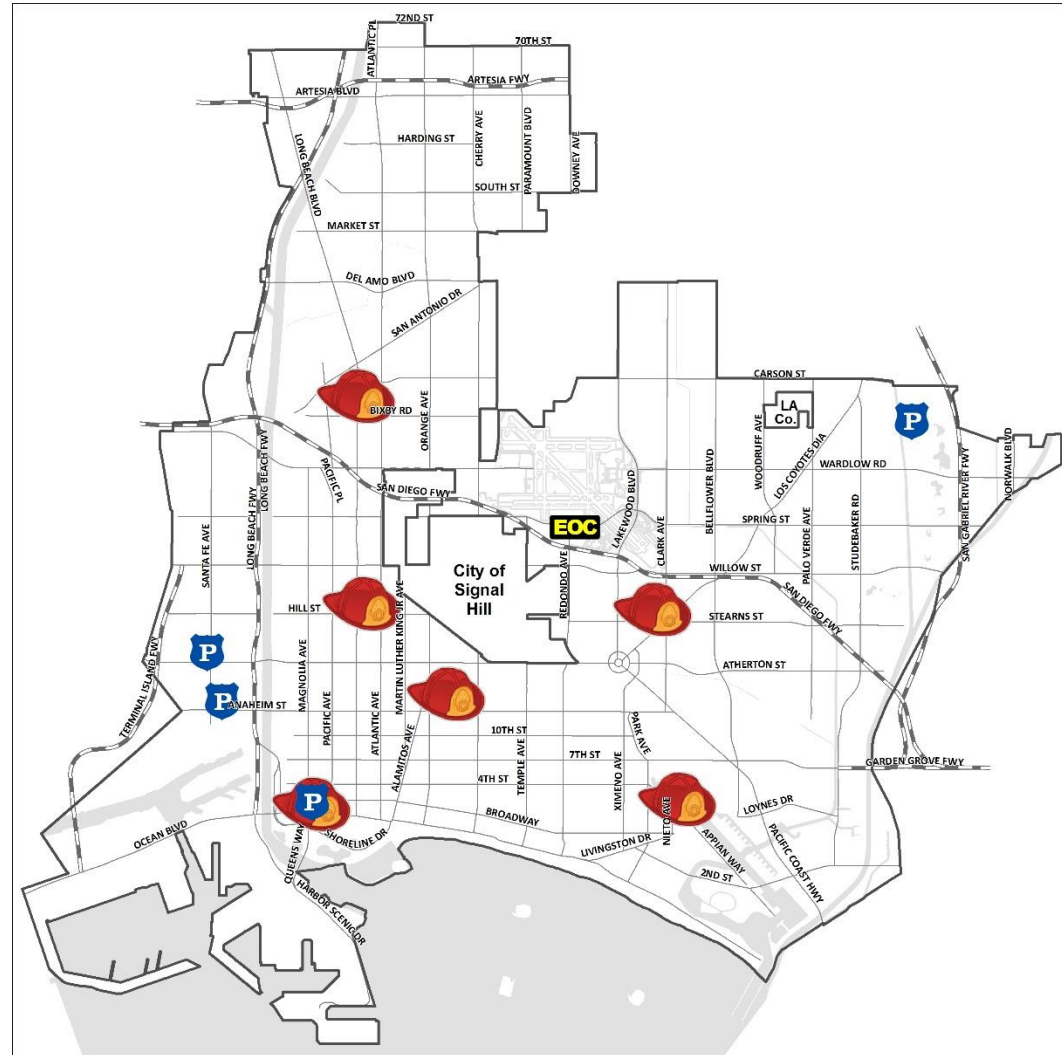 72ND ST
ATLANTIC PL
70TH ST
ARTESIA FWY
ARTESIA BLVD
LONG BEACH BLVD
HARDING ST
CHERRY AVE
PARAMOUNT BLVD
DOWNEY AVE
SOUTH ST
MARKET ST
DEL AMO BLVD
SAN ANTONIO DR
CARSON ST
BIXBY RD
ORANGE AVE
LA
Co.
P
WOODRUFF AVE
LOS COYOTES DIA
NORWALK BLVD
WARDLOW RD
LONG BEACH FWY
PACIFIC PL
SAN DIEGO FWY
BELLFLOWER BLVD
SAN GABRIEL RIVER FWY
LONG BEACH FWY
EOC
LAKEWOOD BLVD
SPRING ST
PALO VERDE AVE
STUDEBAKER RD
SANTA FE AVE
CLARK AVE
WILLOW ST
City of
Signal
Hill
REDONDO AVE
SAN DIEGO FWY
HILL ST
STEARNS ST
MARTIN LUTHER KING JR AVE
TERMINAL ISLAND FWY
P
MAGNOLIA AVE
ATHERTON ST
P
ANAHEIM ST
PACIFIC AVE
ATLANTIC AVE
ALAMITOS AVE
10TH ST
PARK AVE
TEMPLE AVE
7TH ST
GARDEN GROVE FWY
4TH ST
XIMENO AVE
P
LOYNES DR
NIETO AVE
BROADWAY
SHORELINE DR
OCEAN BLVD
QUEENS WAY
LIVINGSTON DR
APPIAN WAY
PACIFIC COAST HWY
2ND ST
HARBOR SCENIC DR